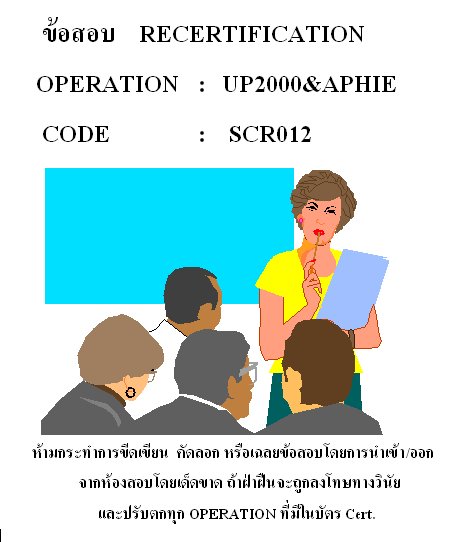 ข้อสอบ RECERTIFICATION
OPERATION : UP2000&APHIE
CODE : SCR012
ห้ามกระทำการขีดเขียน คัดลอก หรือเฉลยข้อสอบโดยการนำเข้า/ออก
จากห้องสอบโดยเด็ดขาด ถ้าฝ่าฝืนจะถูกลงโทษทางวินัย
และปรับตกทุก OPERATION ที่มีในบัตร Cert.